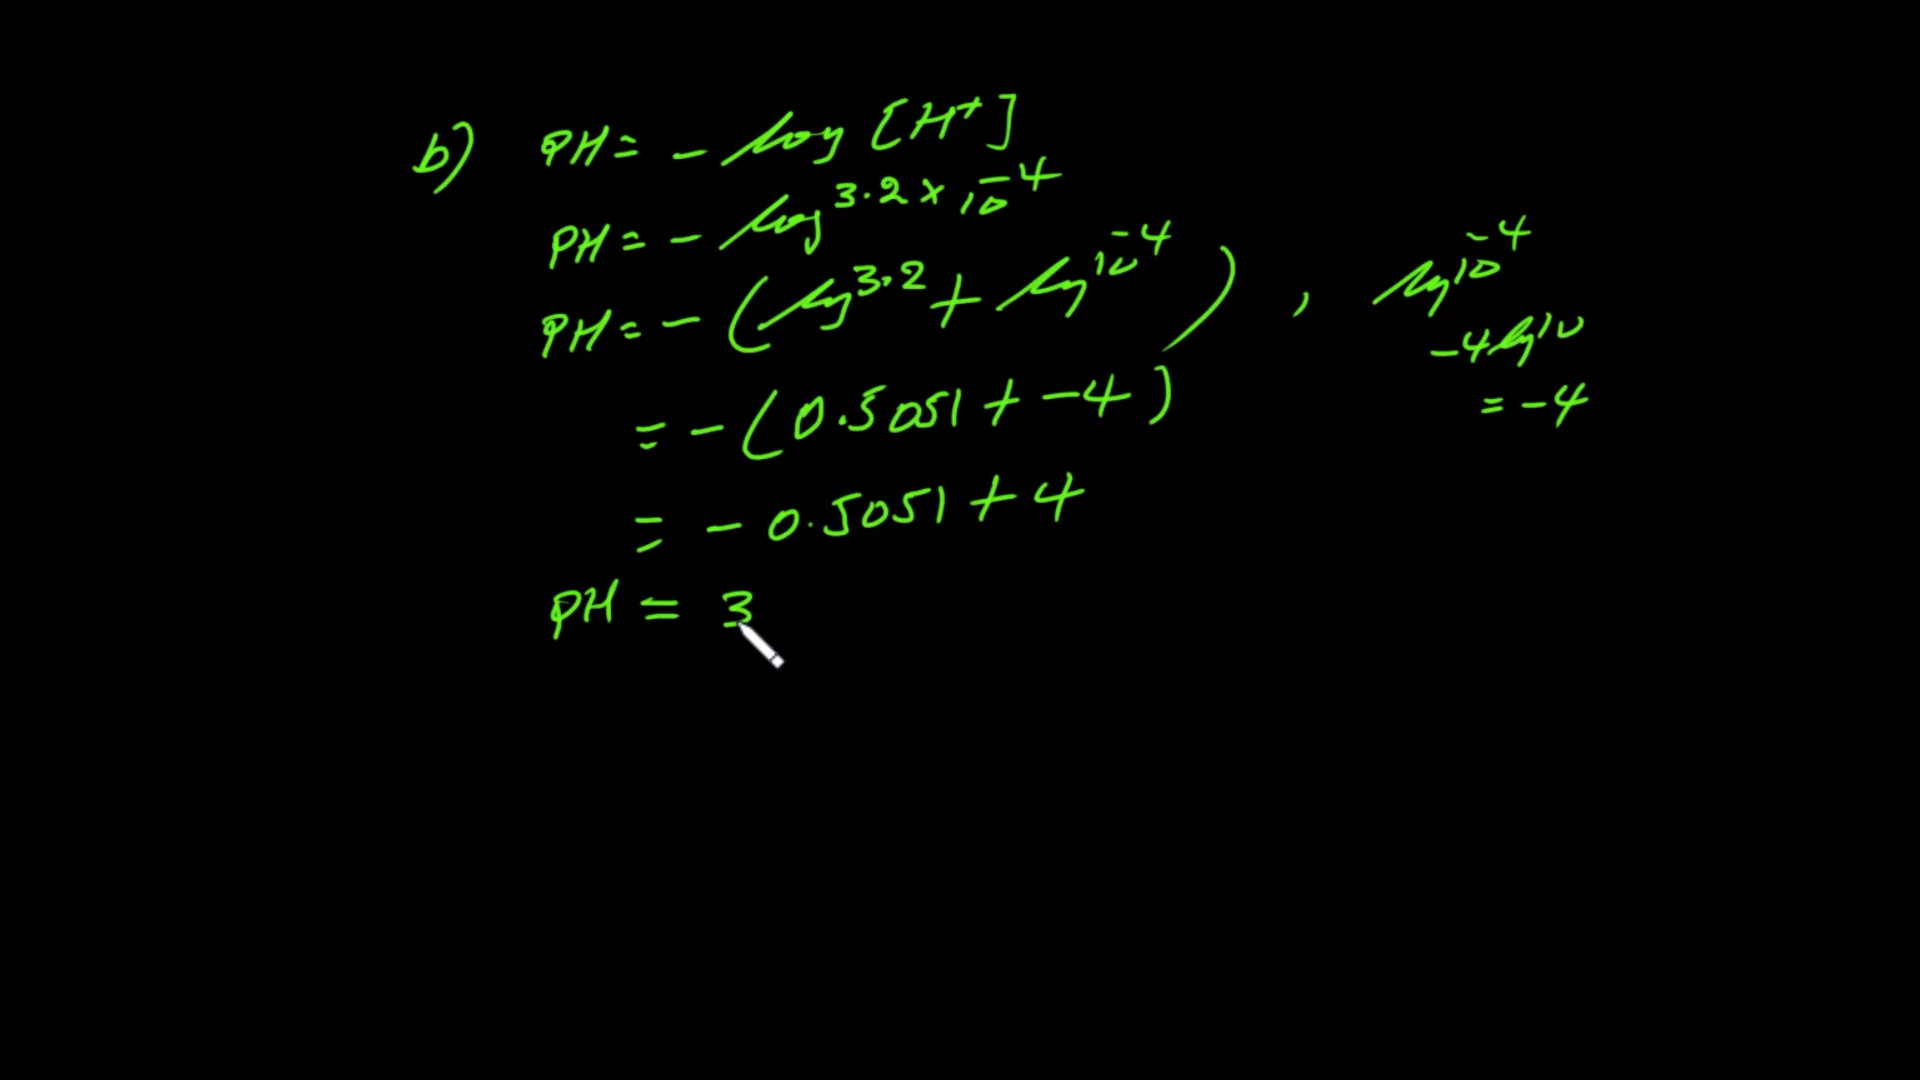 b) PH = - log [H⁺]
PH = - log 3.2 × 10⁻⁴
PH = - (log 3.2 + log 10⁻⁴) , log 10⁻⁴
-4 log 10
= - (0.5051 + -4)
= -4
= - 0.5051 + 4
PH = 3